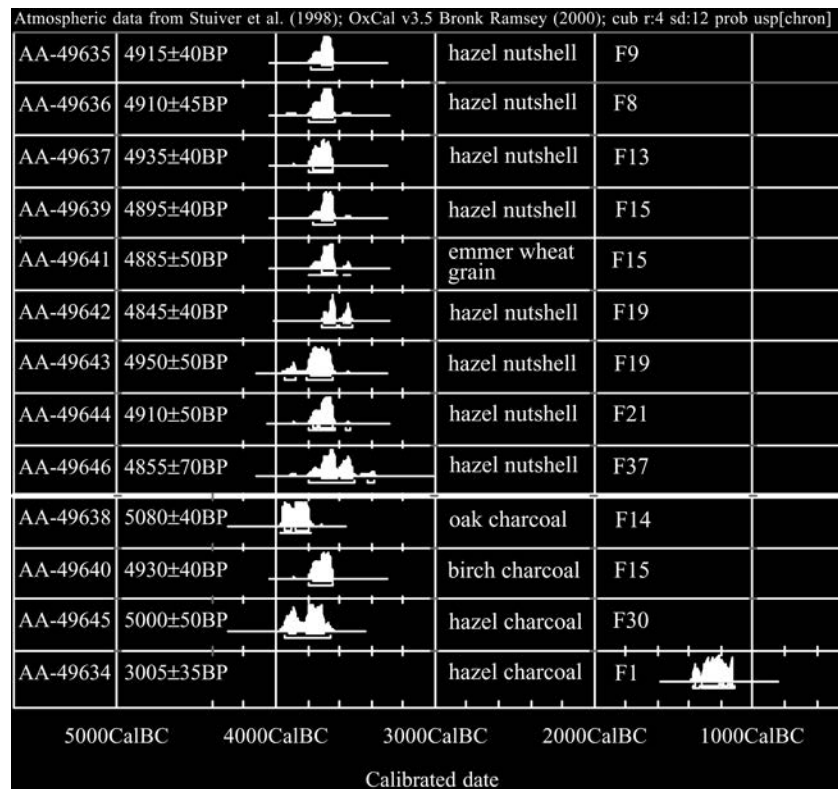 Atmospheric data from Stuiver et al. (1998); OxCal v3.5 Bronk Ramsey (2000); cub r:4 sd:12 prob usp[chron]
AA-49635 4915±40BP hazel nutshell F9
AA-49636 4910±45BP hazel nutshell F8
AA-49637 4935±40BP hazel nutshell F13
AA-49639 4895±40BP hazel nutshell F15
AA-49641 4885±50BP emmer wheat grain F15
AA-49642 4845±40BP hazel nutshell F19
AA-49643 4950±50BP hazel nutshell F19
AA-49644 4910±50BP hazel nutshell F21
AA-49646 4855±70BP hazel nutshell F37
AA-49638 5080±40BP oak charcoal F14
AA-49640 4930±40BP birch charcoal F15
AA-49645 5000±50BP hazel charcoal F30
AA-49634 3005±35BP hazel charcoal F1
5000CalBC 4000CalBC 3000CalBC 2000CalBC 1000CalBC
Calibrated date